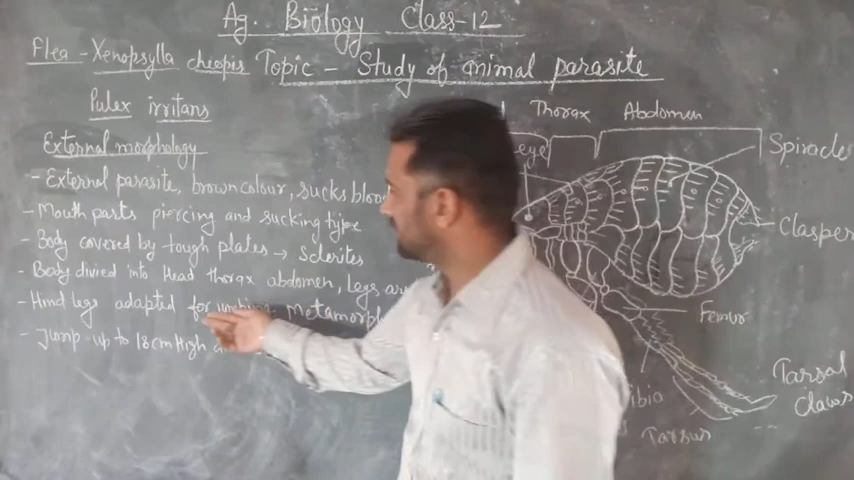 Ag. Biology Class-12
Flea - Xenopsylla cheopis Topic - Study of animal parasite
Pulex irritans
External morphology
- External parasite, brown colour, sucks blood
- Mouth parts piercing and sucking type
- Body covered by tough plates → Sclerites
- Body divied into Head thorax abdomen, Legs are
- Hind legs adapted for
- Jump up to 18cm High
Thorax
Abdomen
eye
Spiracles
Clasper
Femur
Tibia
Tarsus
Tarsal
Claws